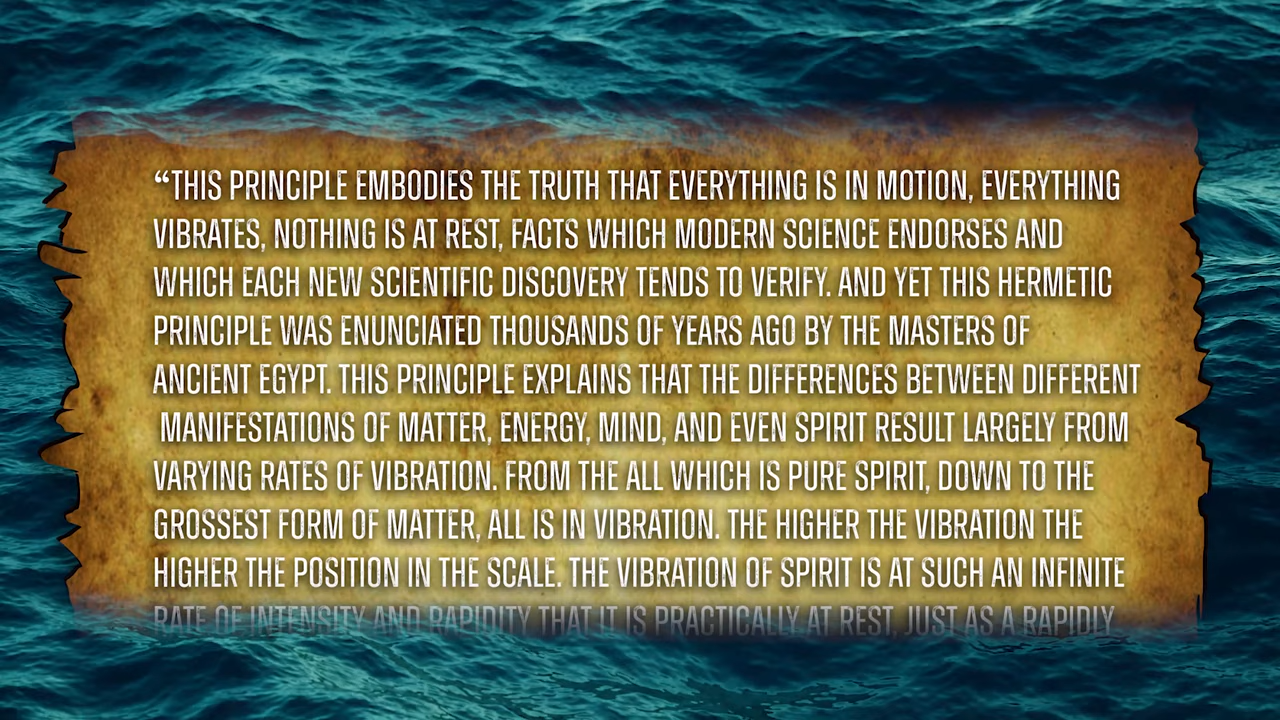 “THIS PRINCIPLE EMBODIES THE TRUTH THAT EVERYTHING IS IN MOTION, EVERYTHING
VIBRATES, NOTHING IS AT REST, FACTS WHICH MODERN SCIENCE ENDORSES AND
WHICH EACH NEW SCIENTIFIC DISCOVERY TENDS TO VERIFY. AND YET THIS HERMETIC
PRINCIPLE WAS ENUNCIATED THOUSANDS OF YEARS AGO BY THE MASTERS OF
ANCIENT EGYPT. THIS PRINCIPLE EXPLAINS THAT THE DIFFERENCES BETWEEN DIFFERENT
MANIFESTATIONS OF MATTER, ENERGY, MIND, AND EVEN SPIRIT RESULT LARGELY FROM
VARYING RATES OF VIBRATION. FROM THE ALL WHICH IS PURE SPIRIT, DOWN TO THE
GROSSEST FORM OF MATTER, ALL IS IN VIBRATION. THE HIGHER THE VIBRATION THE
HIGHER THE POSITION IN THE SCALE. THE VIBRATION OF SPIRIT IS AT SUCH AN INFINITE
RATE OF INTENSITY AND RAPIDITY THAT IT IS PRACTICALLY AT REST, JUST AS A RAPIDLY